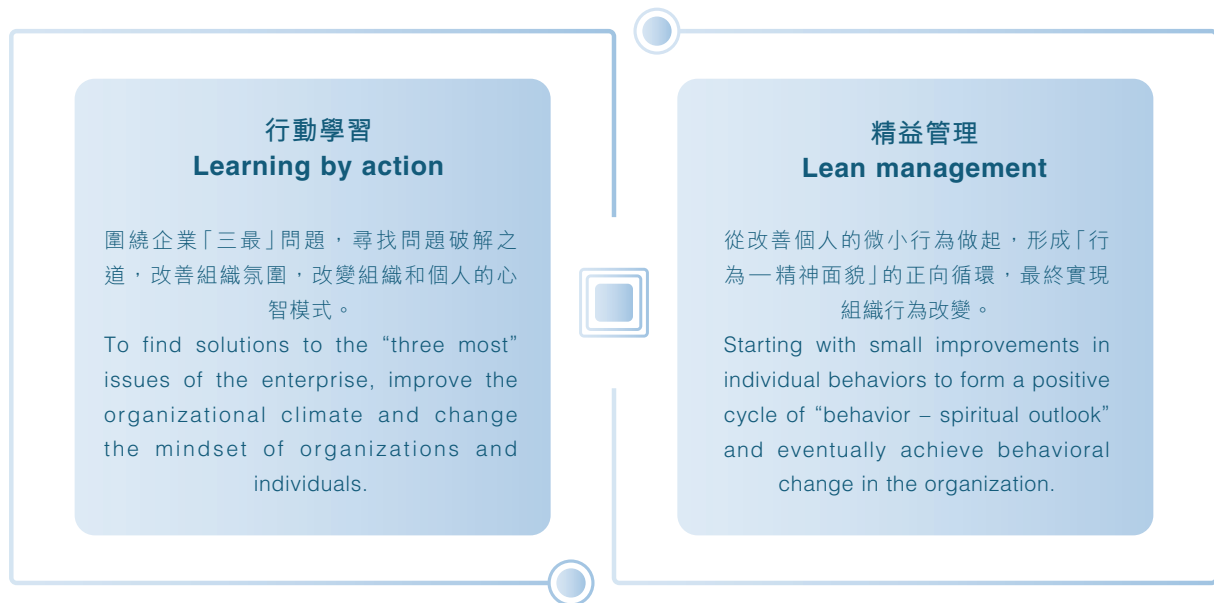 行動學習
Learning by action
圍繞企業「三最」問題，尋找問題破解之
道，改善組織氛圍，改變組織和個人的心
智模式。
To find solutions to the “three most”
issues of the enterprise, improve the
organizational climate and change
the mindset of organizations and
individuals.
精益管理
Lean management
從改善個人的微小行為做起，形成「行
為—精神面貌」的正向循環，最終實現
組織行為改變。
Starting with small improvements in
individual behaviors to form a positive
cycle of “behavior – spiritual outlook”
and eventually achieve behavioral
change in the organization.